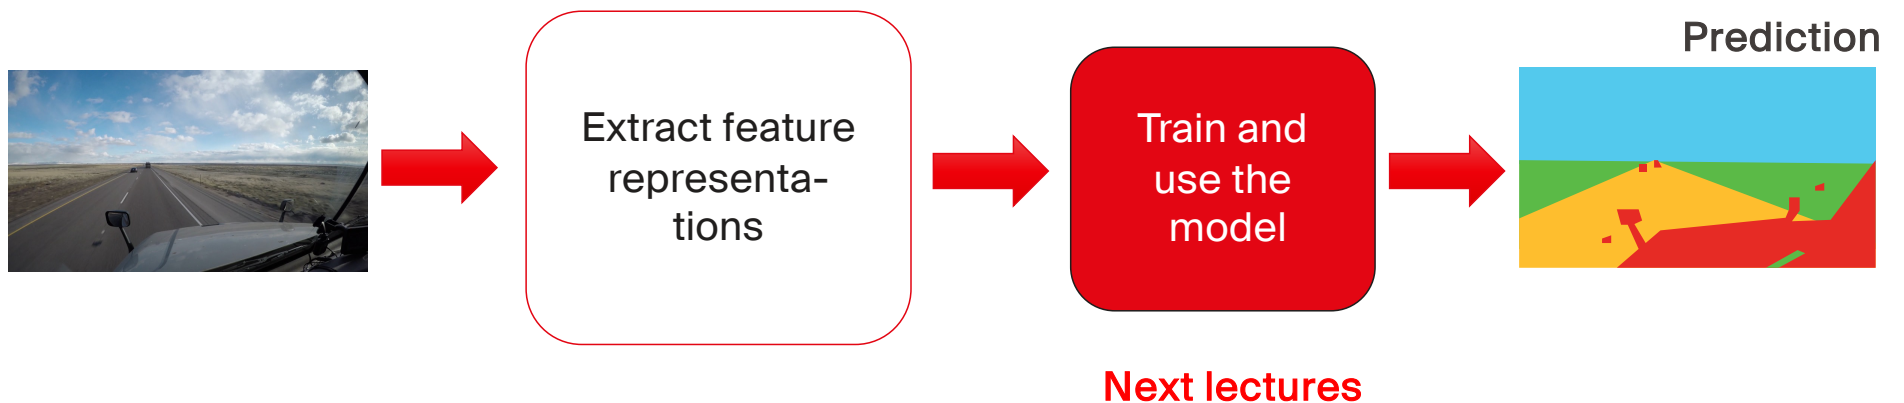 Prediction
Extract feature
representa-
tions
Train and
use the
model
Next lectures